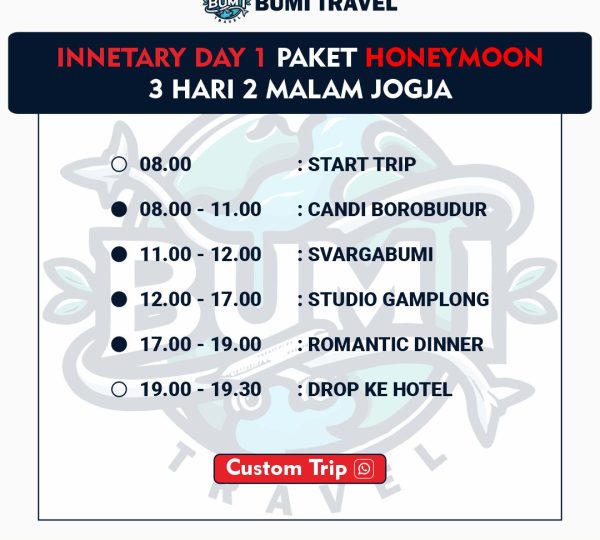 BUMI BUMI TRAVEL
TRAVEL
INNETARY DAY 1 PAKET HONEYMOON
3 HARI 2 MALAM JOGJA
08.00 : START TRIP
08.00 - 11.00 : CANDI BOROBUDUR
11.00 - 12.00 : SVARGABUMI
12.00 - 17.00 : STUDIO GAMPLONG
17.00 - 19.00 : ROMANTIC DINNER
19.00 - 19.30 : DROP KE HOTEL
BUMI
Custom Trip
TRAVEL